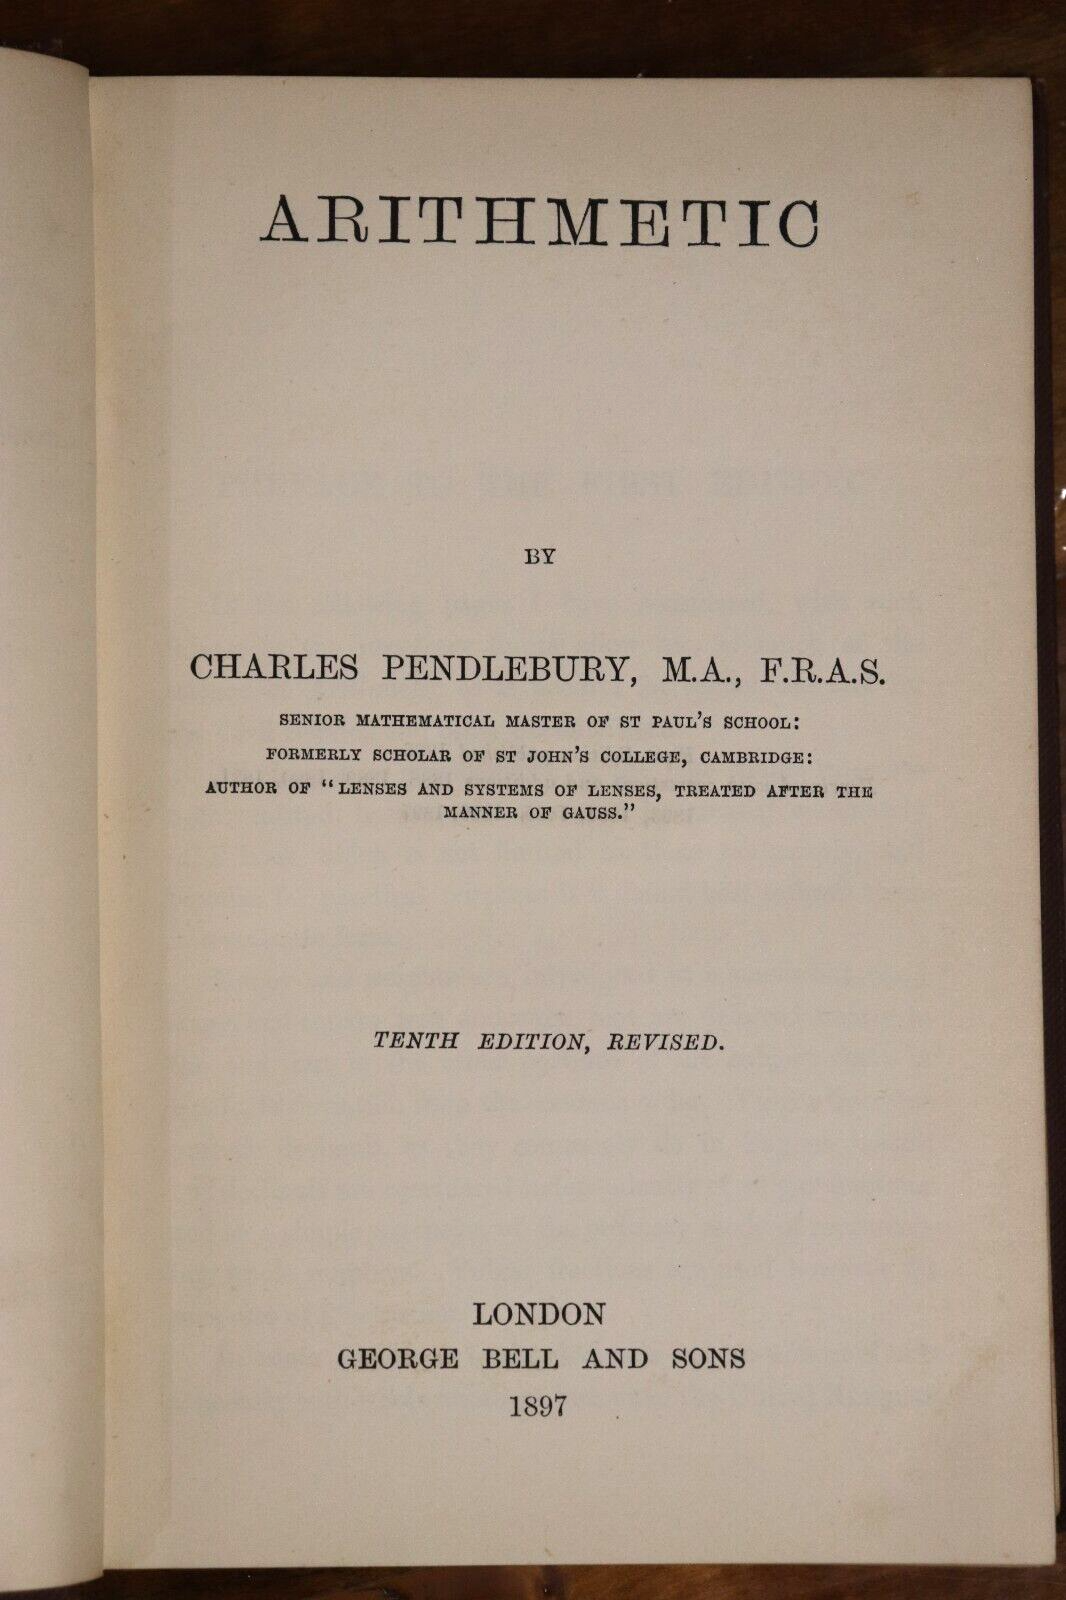 ARITHMETIC
BY
CHARLES PENDLEBURY, M.A., F.R.A.S.
SENIOR MATHEMATICAL MASTER OF ST PAUL'S SCHOOL:
FORMERLY SCHOLAR OF ST JOHN'S COLLEGE, CAMBRIDGE:
AUTHOR OF "LENSES AND SYSTEMS OF LENSES, TREATED AFTER THE
MANNER OF GAUSS."
TENTH EDITION, REVISED.
LONDON
GEORGE BELL AND SONS
1897